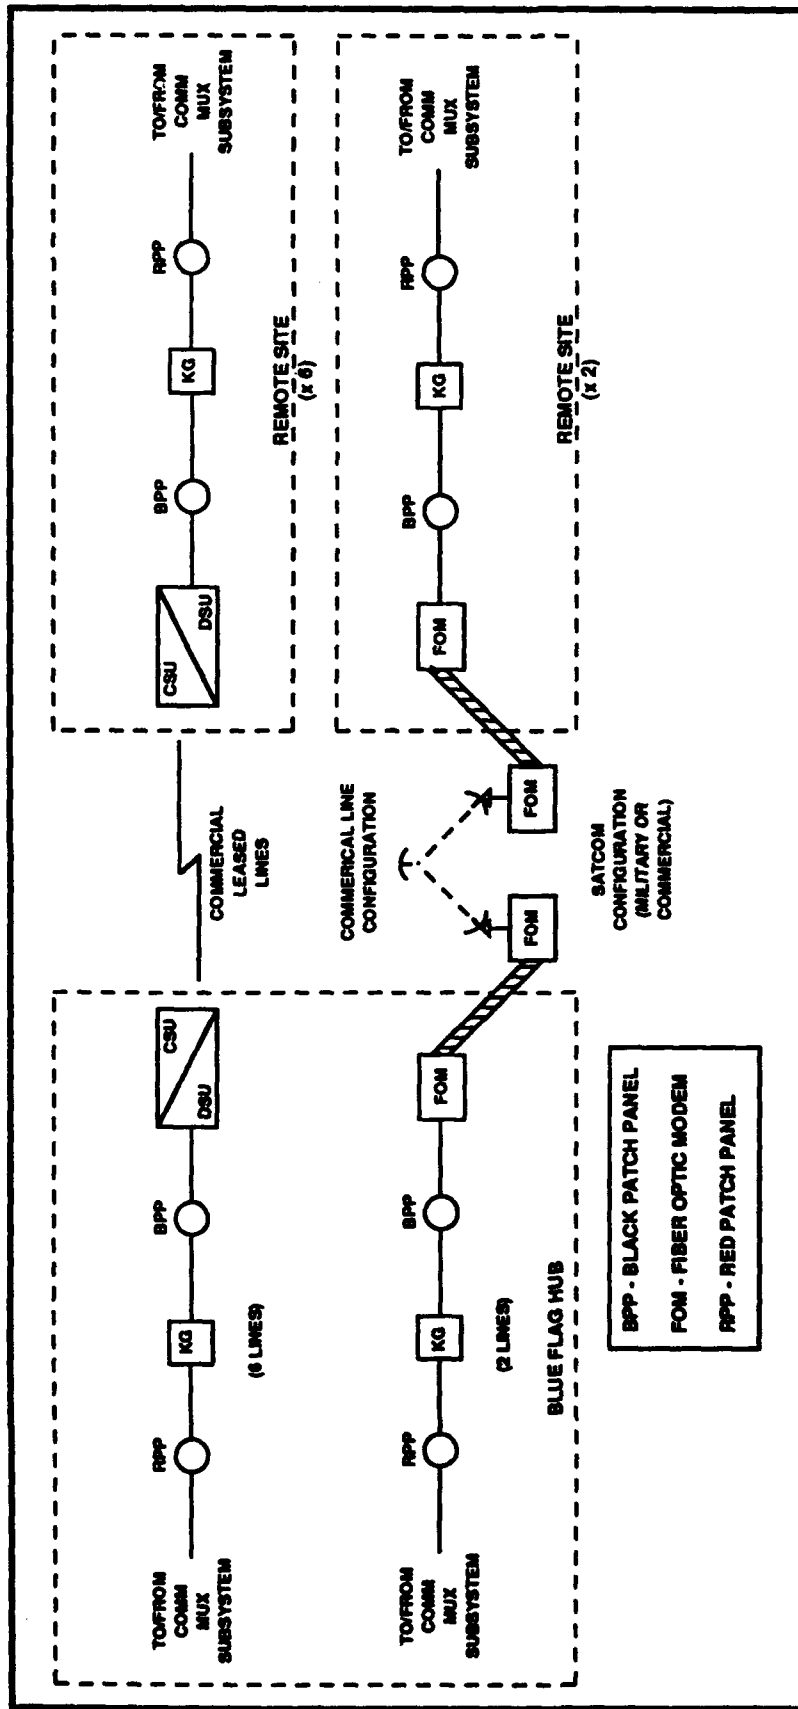 TO/FROM
COMM
MUX
SUBSYSTEM
RPP
KG
(6 LINES)
BPP
DSU
CSU
COMMERCIAL
LEASED
LINES
CSU
DSU
BPP
KG
RPP
TO/FROM
COMM
MUX
SUBSYSTEM
REMOTE SITE
(x 6)
COMMERICAL LINE
CONFIGURATION
TO/FROM
COMM
MUX
SUBSYSTEM
RPP
KG
(2 LINES)
BPP
FOM
FOM
FOM
FOM
BPP
KG
RPP
TO/FROM
COMM
MUX
SUBSYSTEM
BLUE FLAG HUB
SATCOM
CONFIGURATION
(MILITARY OR
COMMERCIAL)
REMOTE SITE
(x 2)
BPP - BLACK PATCH PANEL
FOM - FIBER OPTIC MODEM
RPP - RED PATCH PANEL